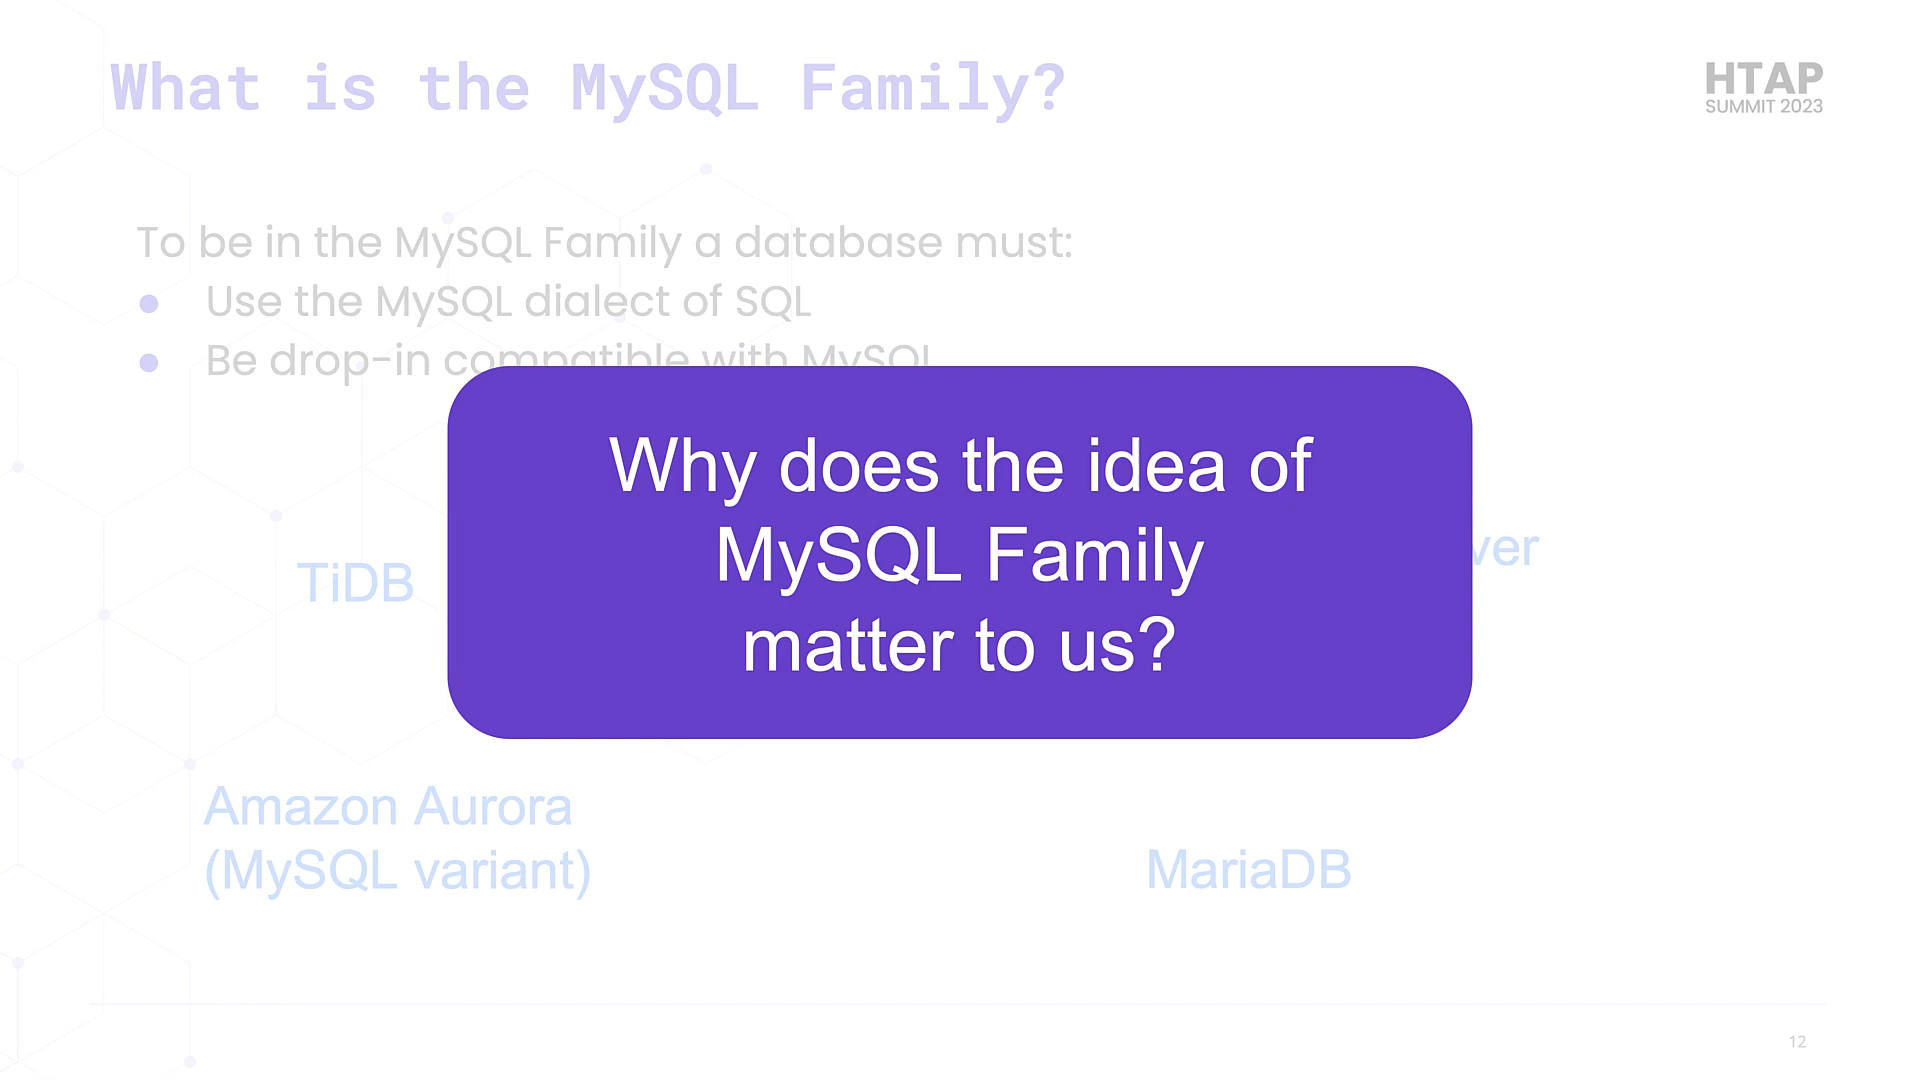 What is the MySQL Family?
HTAP
SUMMIT 2023
To be in the MySQL Family a database must:
● Use the MySQL dialect of SQL
● Be drop-in compatible with MySQL
Why does the idea of
MySQL Family
matter to us?
TiDB
Amazon Aurora
(MySQL variant)
MariaDB
12